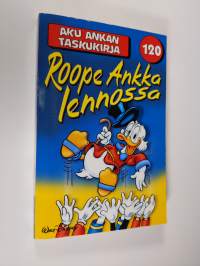 AKU ANKAN
TASKUKIRJA
120
Roope Ankka
lennossa
Walt Disney